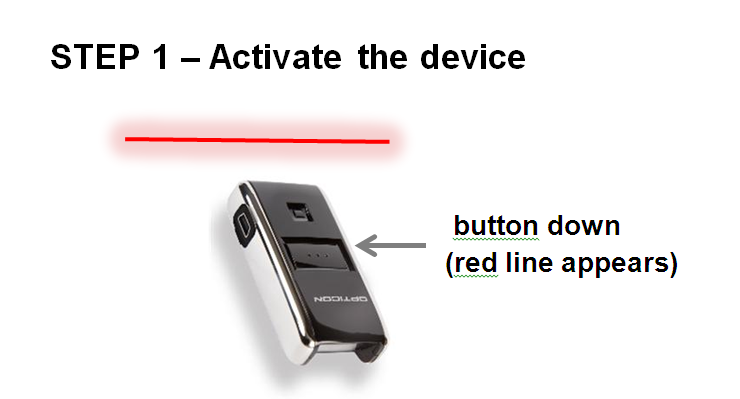 STEP 1 – Activate the device
button down
(red line appears)
OPTICON